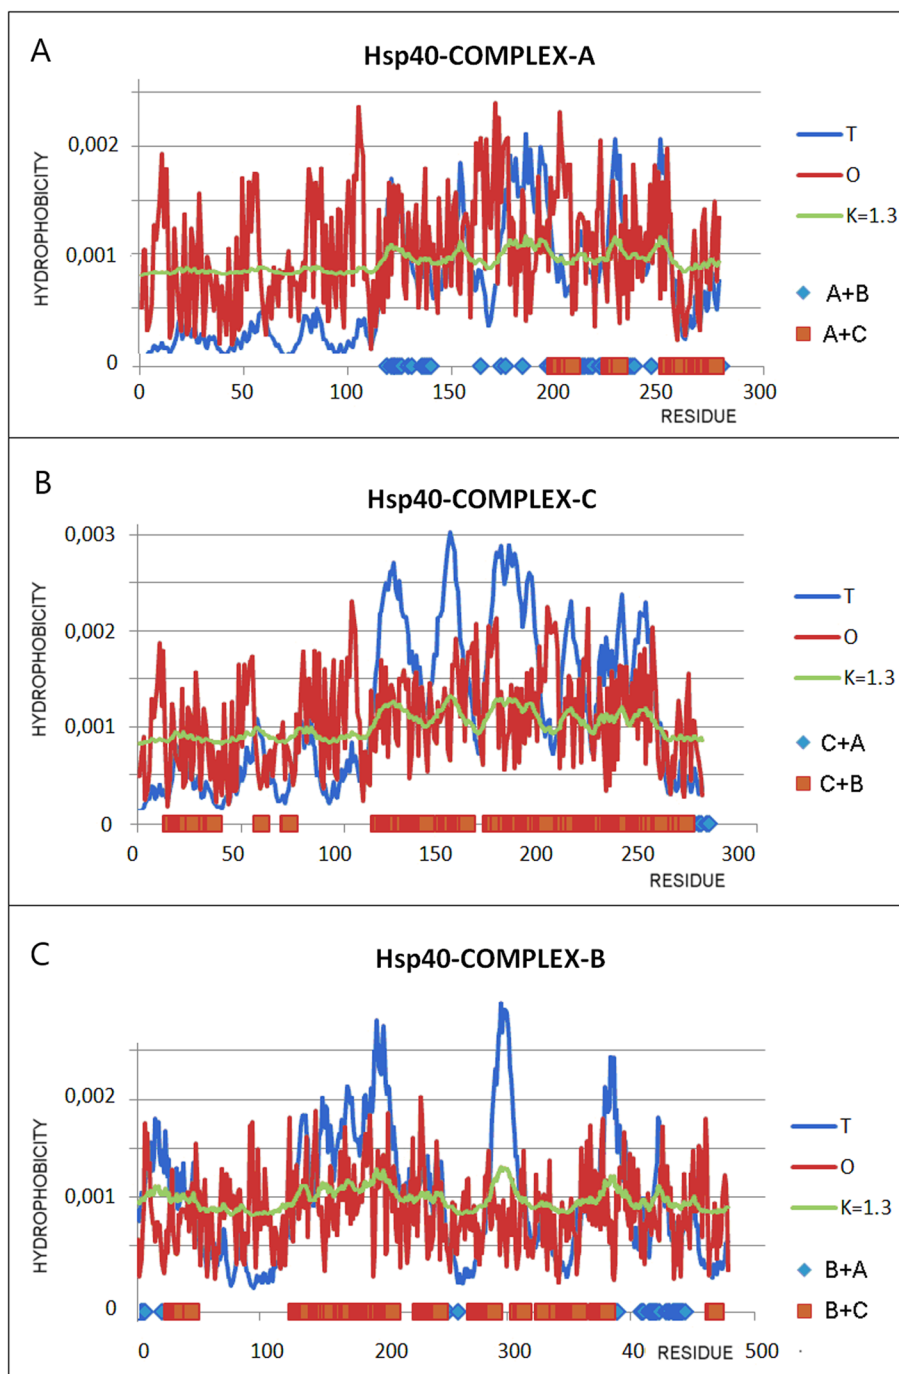 A
Hsp40-COMPLEX-A
HYDROPHOBICITY
0,002
0,001
0
0 50 100 150 200 250 300
RESIDUE
T
O
K=1.3
A+B
A+C
B
Hsp40-COMPLEX-C
HYDROPHOBICITY
0,003
0,002
0,001
0
0 50 100 150 200 250 300
RESIDUE
T
O
K=1.3
C+A
C+B
C
Hsp40-COMPLEX-B
HYDROPHOBICITY
0,002
0,001
0
0 100 200 300 40 RESIDUE 500
T
O
K=1.3
B+A
B+C